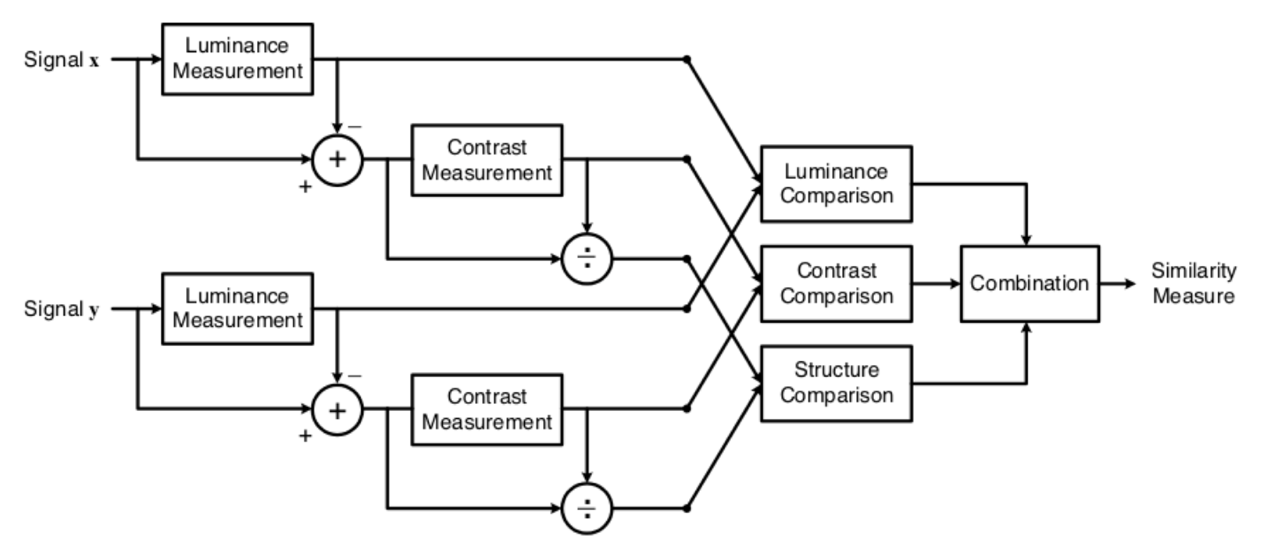 Signal x
Luminance
Measurement
−
+
+
Contrast
Measurement
÷
Signal y
Luminance
Measurement
−
+
+
Contrast
Measurement
÷
Luminance
Comparison
Contrast
Comparison
Structure
Comparison
Combination
Similarity
Measure